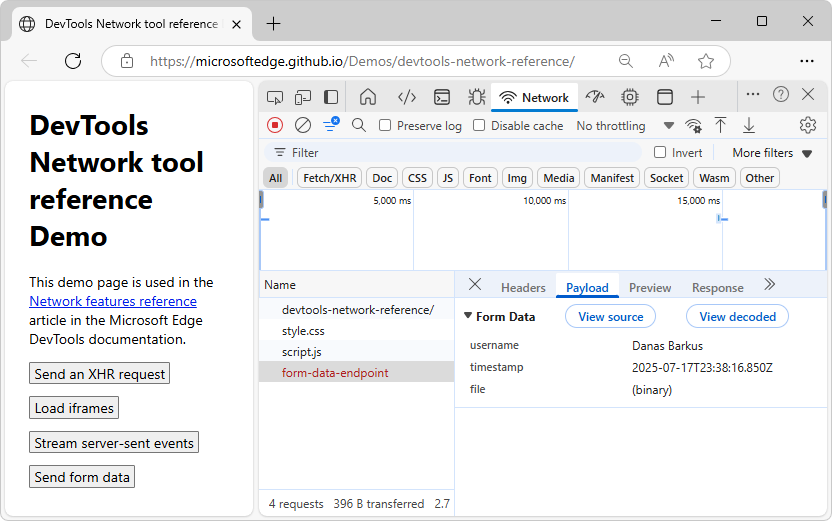 DevTools Network tool reference
https://microsoftedge.github.io/Demos/devtools-network-reference/
DevTools
Network tool
reference
Demo
This demo page is used in the
Network features reference
article in the Microsoft Edge
DevTools documentation.
Send an XHR request
Load iframes
Stream server-sent events
Send form data
Network
Preserve log
Disable cache
No throttling
Filter
Invert
More filters
All
Fetch/XHR
Doc
CSS
JS
Font
Img
Media
Manifest
Socket
Wasm
Other
5,000 ms
10,000 ms
15,000 ms
Name
devtools-network-reference/
style.css
script.js
form-data-endpoint
4 requests
396 B transferred
2.7
Headers
Payload
Preview
Response
Form Data
View source
View decoded
username
Danas Barkus
timestamp
2025-07-17T23:38:16.850Z
file
(binary)